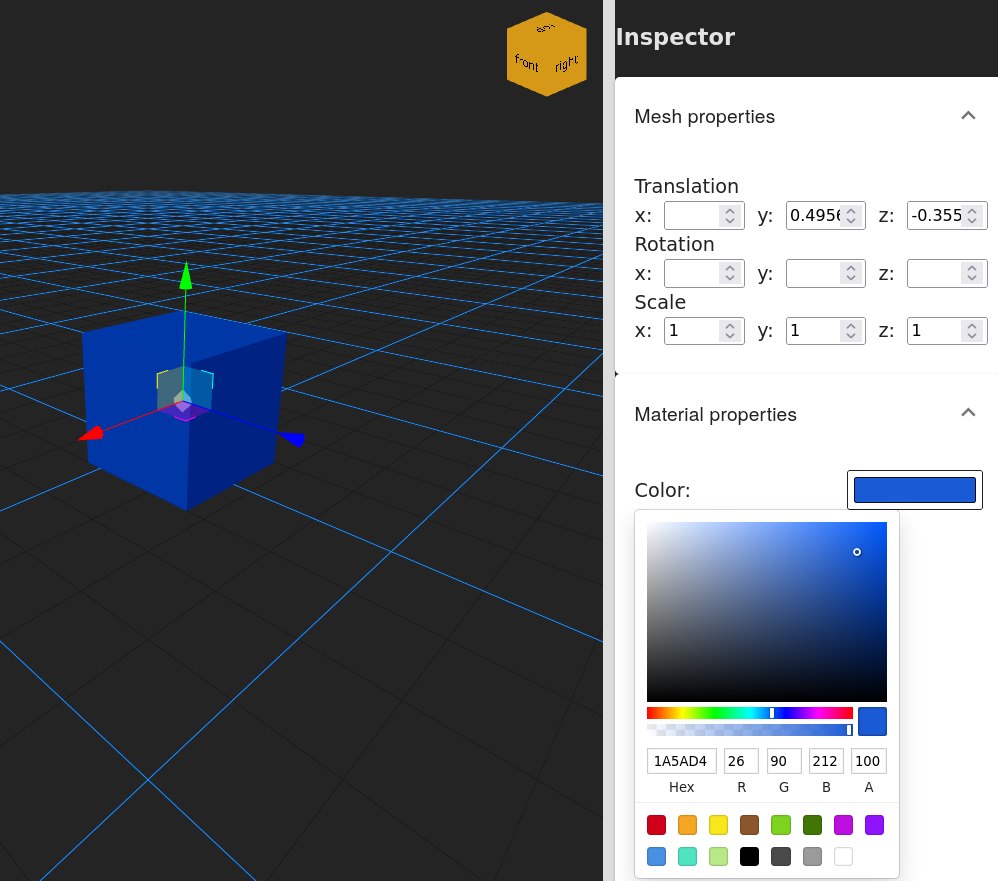 Inspector
front
right
Mesh properties
Translation
x: y: 0.4956 z: -0.355
Rotation
x: y: z:
Scale
x: 1 y: 1 z: 1
Material properties
Color:
1A5AD4 26 90 212 100
Hex R G B A